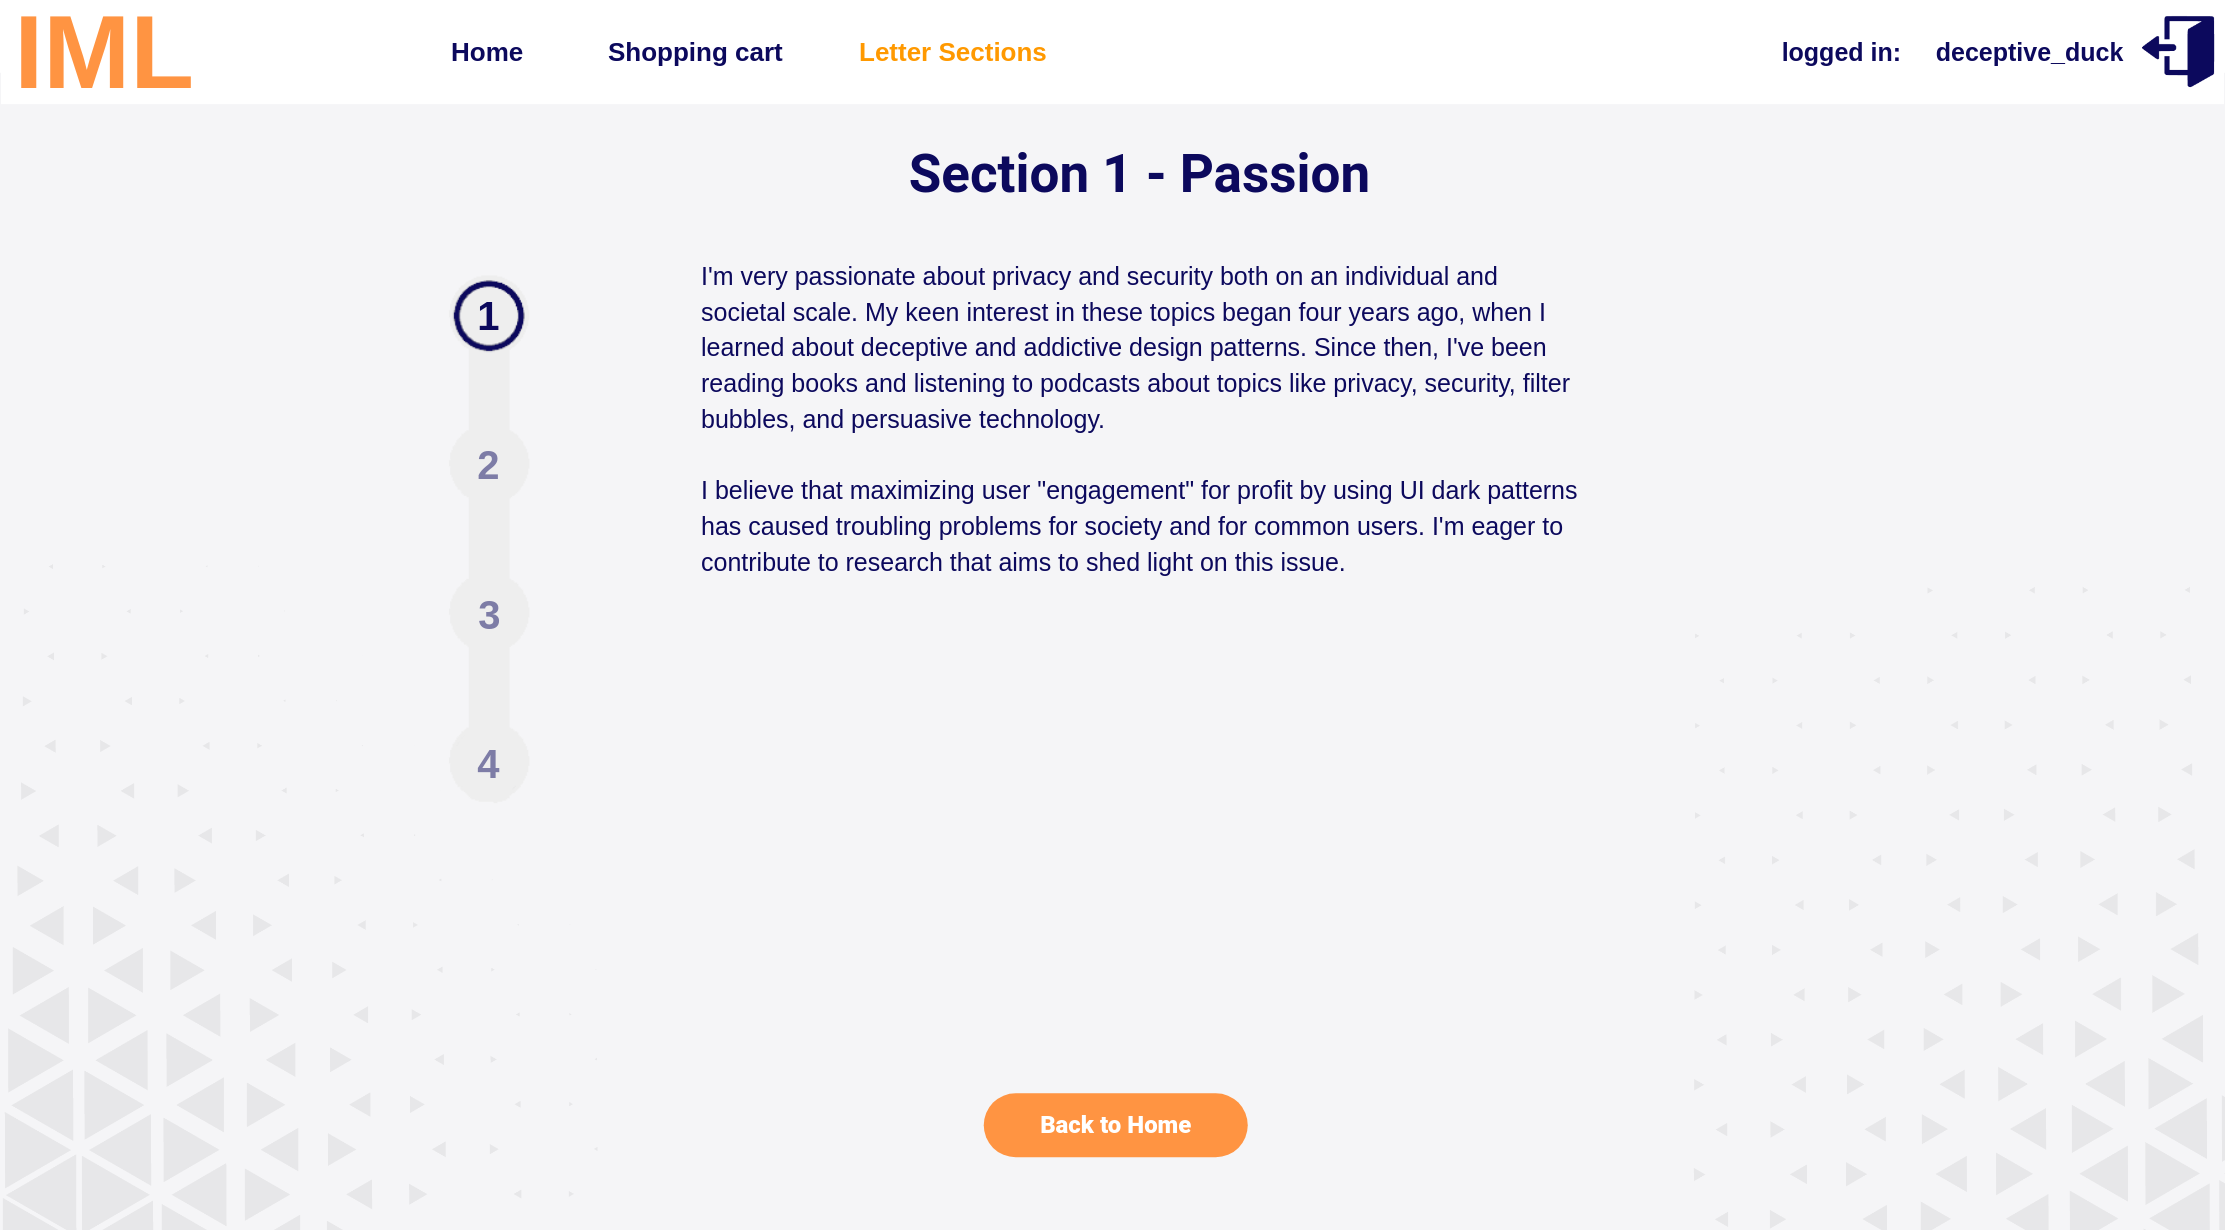 IML
Home Shopping cart Letter Sections logged in: deceptive_duck
Section 1 - Passion
1
I'm very passionate about privacy and security both on an individual and
societal scale. My keen interest in these topics began four years ago, when I
learned about deceptive and addictive design patterns. Since then, I've been
reading books and listening to podcasts about topics like privacy, security, filter
bubbles, and persuasive technology.
I believe that maximizing user "engagement" for profit by using UI dark patterns
has caused troubling problems for society and for common users. I'm eager to
contribute to research that aims to shed light on this issue.
2
3
4
Back to Home